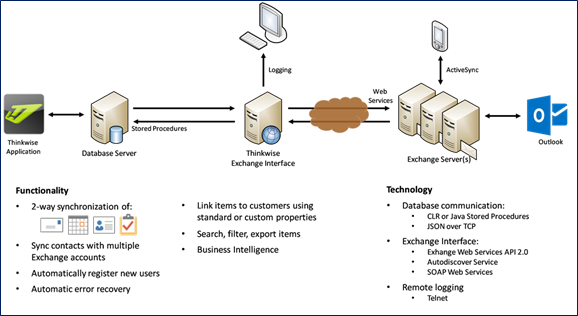 Logging
ActiveSync
Web
Services
Stored Procedures
Thinkwise
Application
Database Server
Thinkwise
Exchange Interface
Exchange Server(s)
Outlook
Functionality
• 2-way synchronization of:
• Sync contacts with multiple
Exchange accounts
• Automatically register new users
• Automatic error recovery
• Link items to customers using
standard or custom properties
• Search, filter, export items
• Business Intelligence
Technology
• Database communication:
• CLR or Java Stored Procedures
• JSON over TCP
• Exchange Interface:
• Exhange Web Services API 2.0
• Autodiscover Service
• SOAP Web Services
• Remote logging
• Telnet